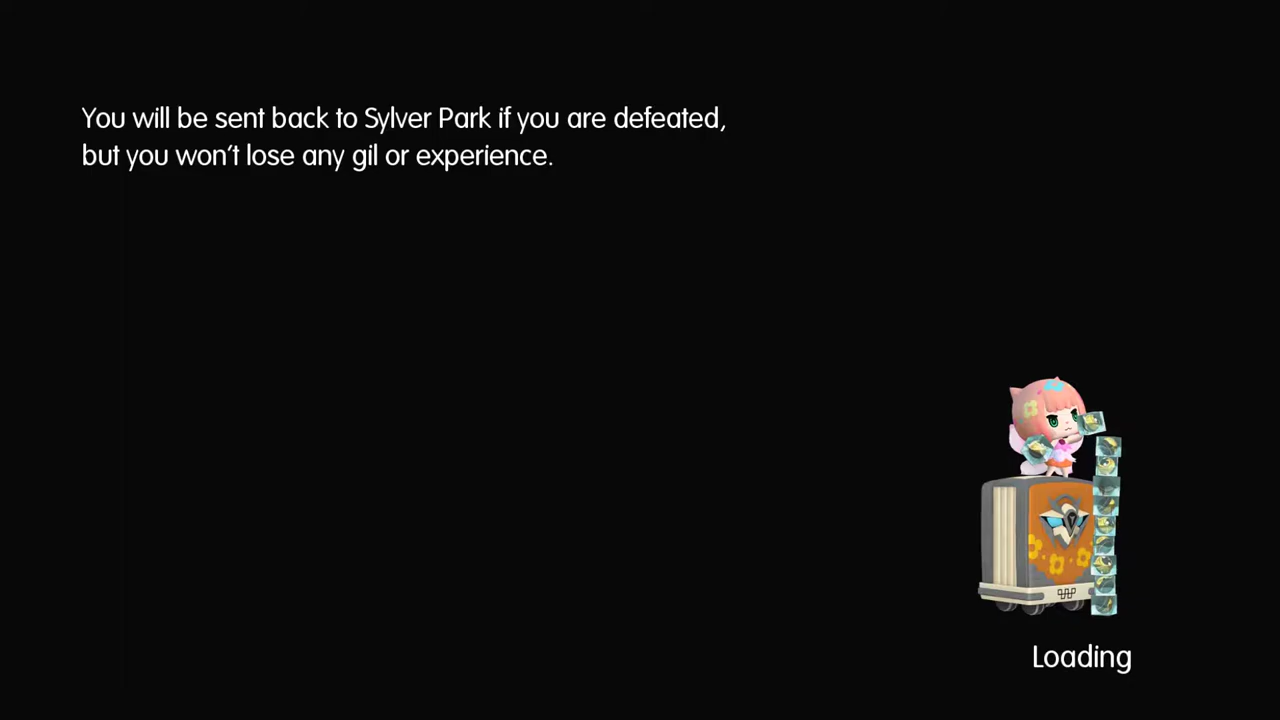 You will be sent back to Sylver Park if you are defeated,
but you won't lose any gil or experience.
Loading